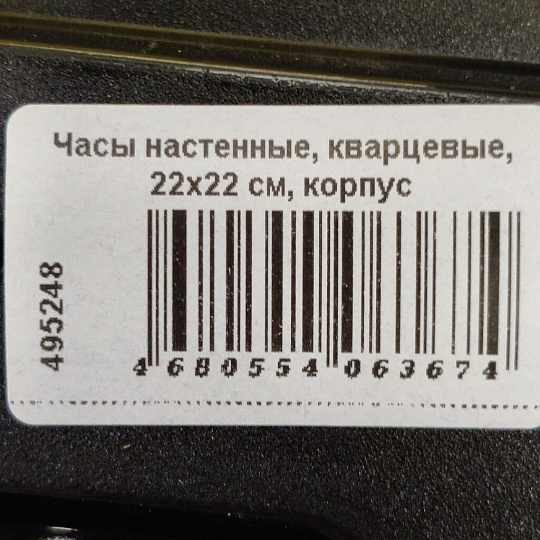 Часы настенные, кварцевые,
22х22 см, корпус
495248
4 680554 063674